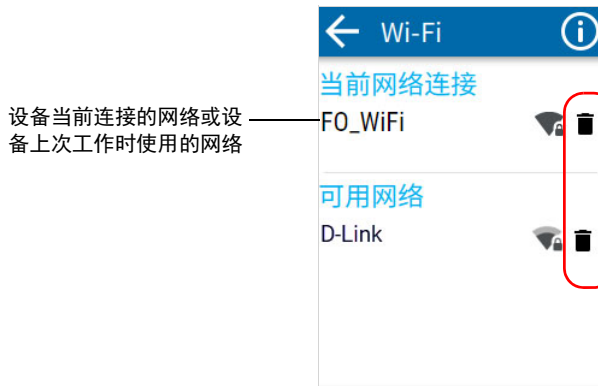 Wi-Fi
当前网络连接
设备当前连接的网络或设
备上次工作时使用的网络
FO_WiFi
可用网络
D-Link